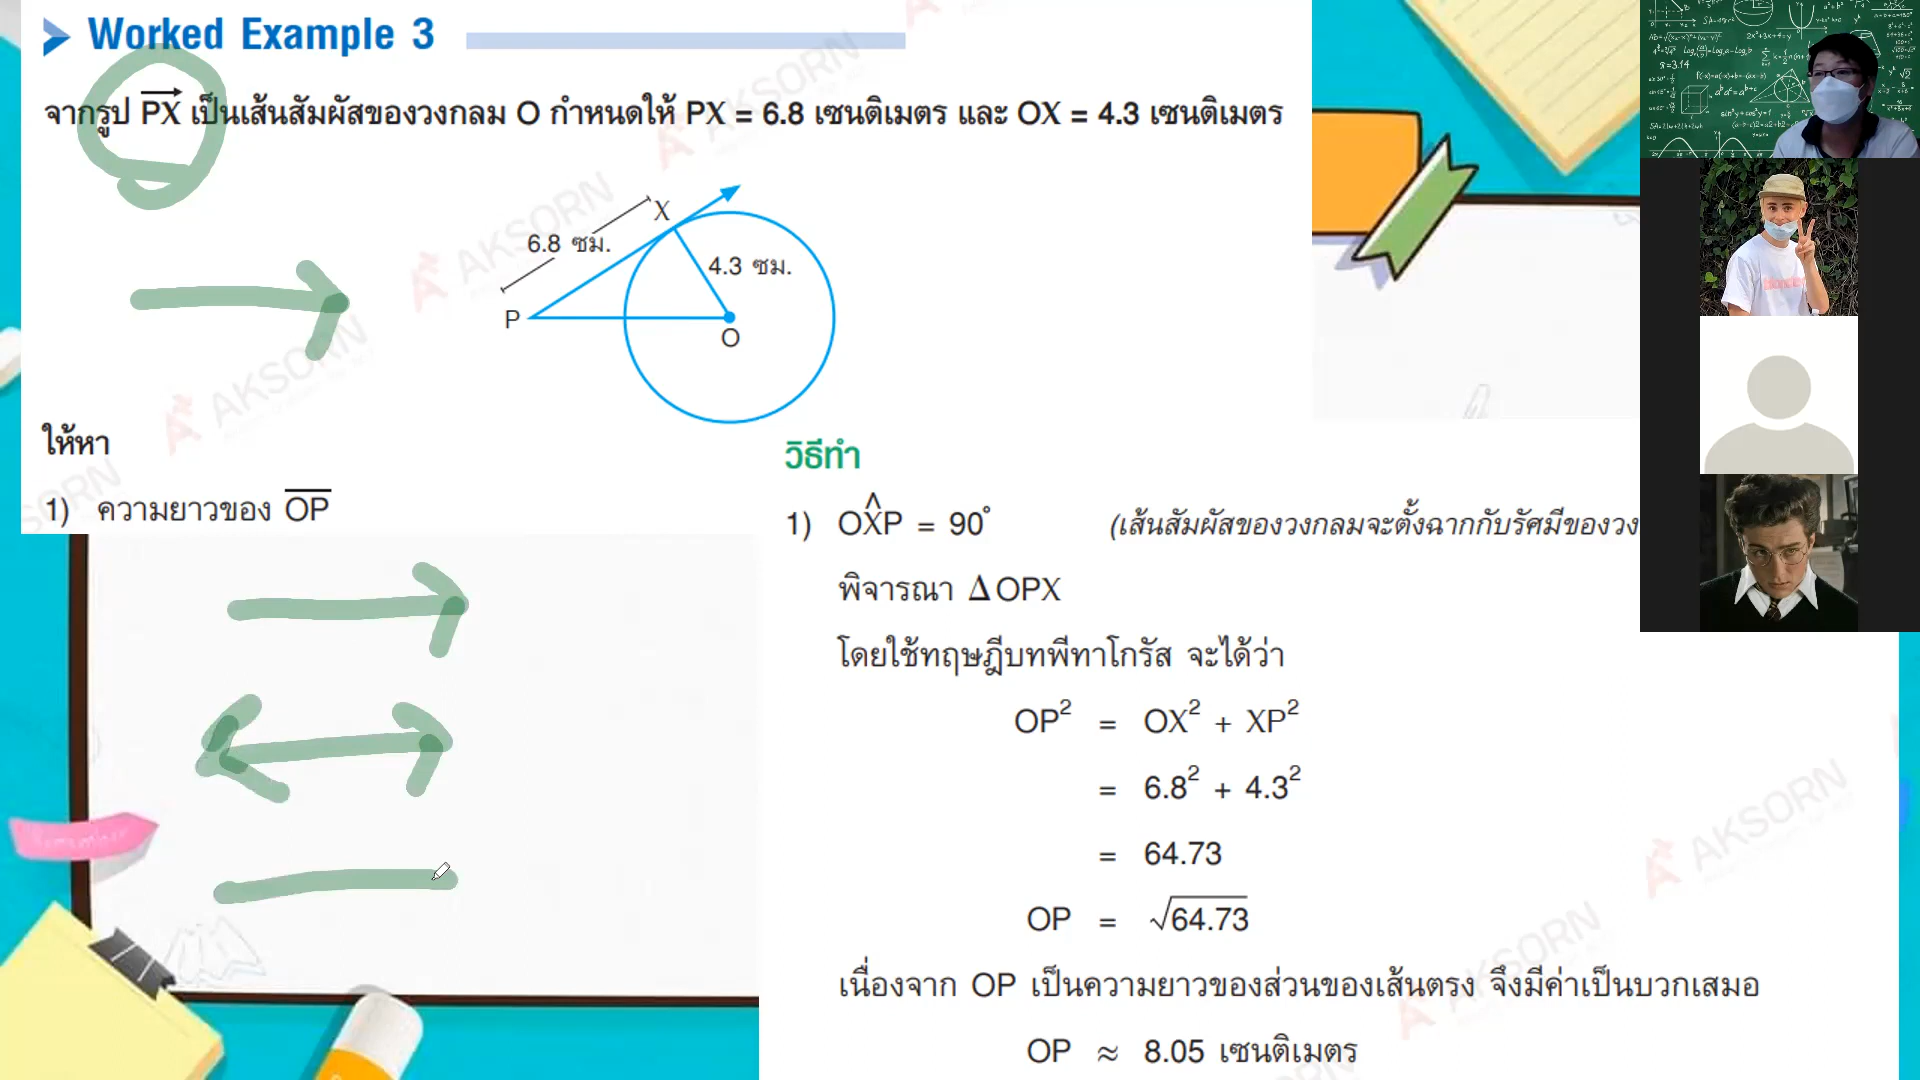 Worked Example 3
จากรูป PX เป็นเส้นสัมผัสของวงกลม O กำหนดให้ PX = 6.8 เซนติเมตร และ OX = 4.3 เซนติเมตร
X
6.8 ซม.
4.3 ซม.
P
O
ให้หา
1) ความยาวของ OP
วิธีทำ
1) OX̂P = 90° (เส้นสัมผัสของวงกลมจะตั้งฉากกับรัศมีของวง
พิจารณา Δ OPX
โดยใช้ทฤษฎีบทพีทาโกรัส จะได้ว่า
OP² = OX² + XP²
= 6.8² + 4.3²
= 64.73
OP = √64.73
เนื่องจาก OP เป็นความยาวของส่วนของเส้นตรง จึงมีค่าเป็นบวกเสมอ
OP ≈ 8.05 เซนติเมตร
AKSORN
AKSORN
AKSORN
AKSORN
AKSORN